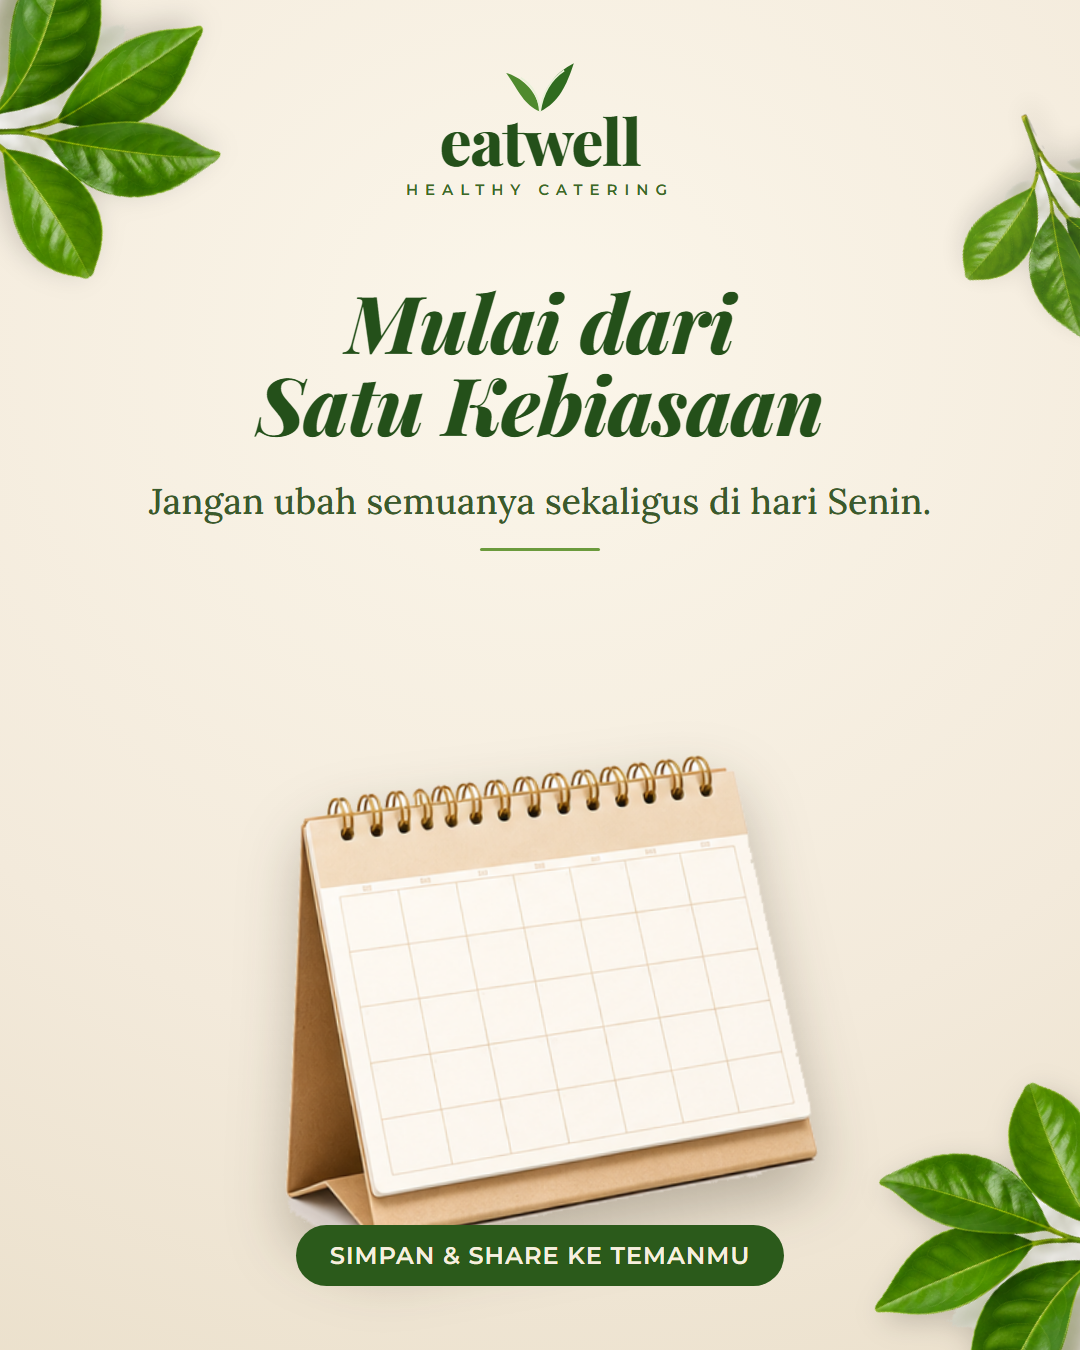 eatwell
HEALTHY CATERING
Mulai dari
Satu Kebiasaan
Jangan ubah semuanya sekaligus di hari Senin.
SIMPAN & SHARE KE TEMANMU